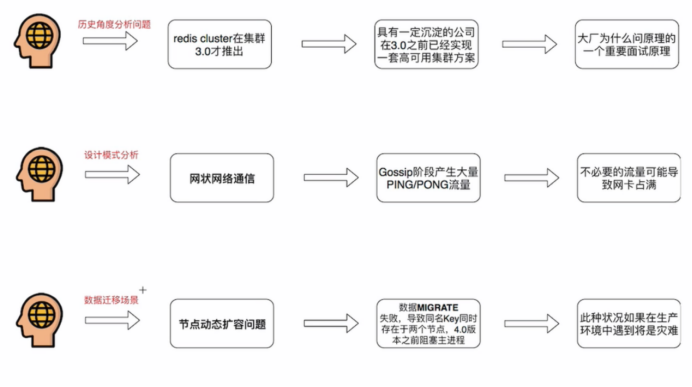 历史角度分析问题
redis cluster在集群
3.0才推出
具有一定沉淀的公司
在3.0之前已经实现
一套高可用集群方案
大厂为什么问原理的
一个重要面试原理
设计模式分析
网状网络通信
Gossip阶段产生大量
PING/PONG流量
不必要的流量可能导
致网卡占满
数据迁移场景
节点动态扩容问题
数据MIGRATE
失败，导致同名Key同时
存在于两个节点，4.0版
本之前阻塞主进程
此种状况如果在生产
环境中遇到将是灾难